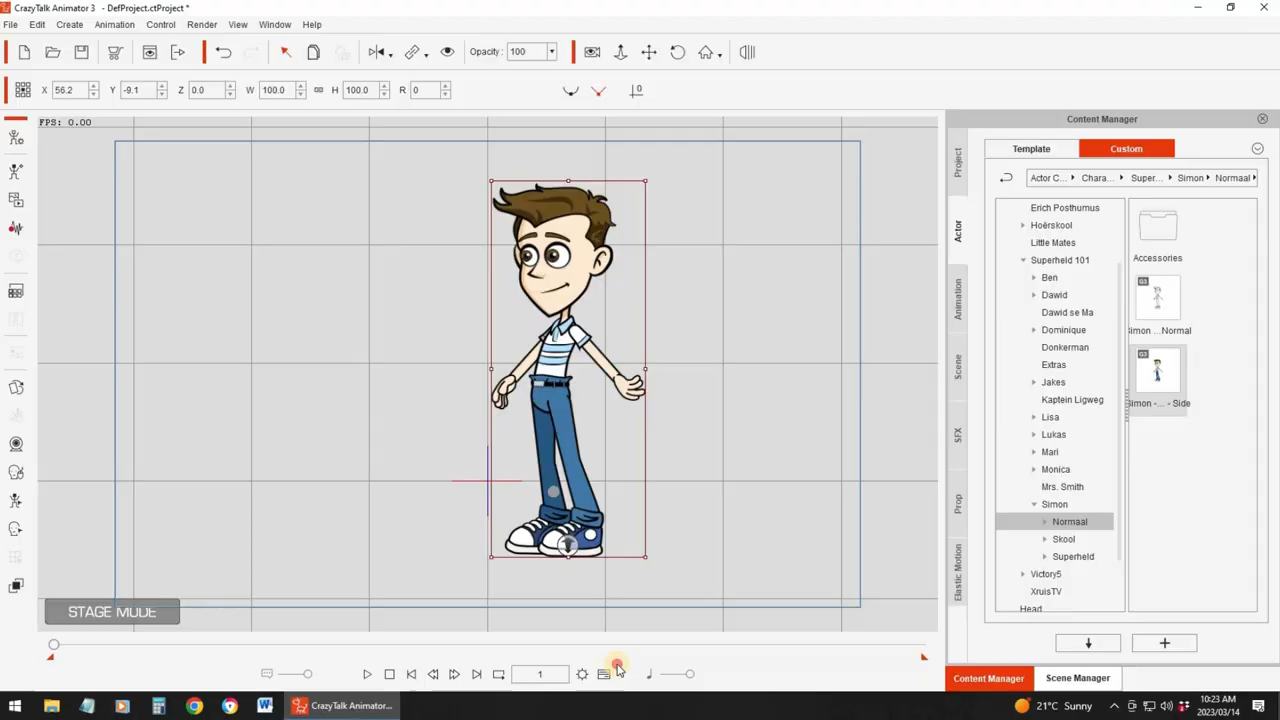 CrazyTalk Animator 3 - DefProject.ctProject *
File Edit Create Animation Control Render View Window Help
Opacity : 100
X 56.2 Y -9.1 Z 0.0 W 100.0 H 100.0 R 0
FPS: 0.00
STAGE MODE
1
Content Manager
Template Custom
Actor C... Chara... Super... Simon Normaal
Project
Actor
Animation
Scene
SFX
Prop
Elastic Motion
Erich Posthumus
Hoërskool
Little Mates
Superheld 101
Ben
Dawid
Dawid se Ma
Dominique
Donkerman
Extras
Jakes
Kaptein Ligweg
Lisa
Lukas
Mari
Monica
Mrs. Smith
Simon
Normaal
Skool
Superheld
Victory5
XruisTV
Head
Accessories
G3
Simon ...Normal
G3
Simon -... - Side
Content Manager Scene Manager
CrazyTalk Animator...
21°C Sunny
10:23 AM
2023/03/14